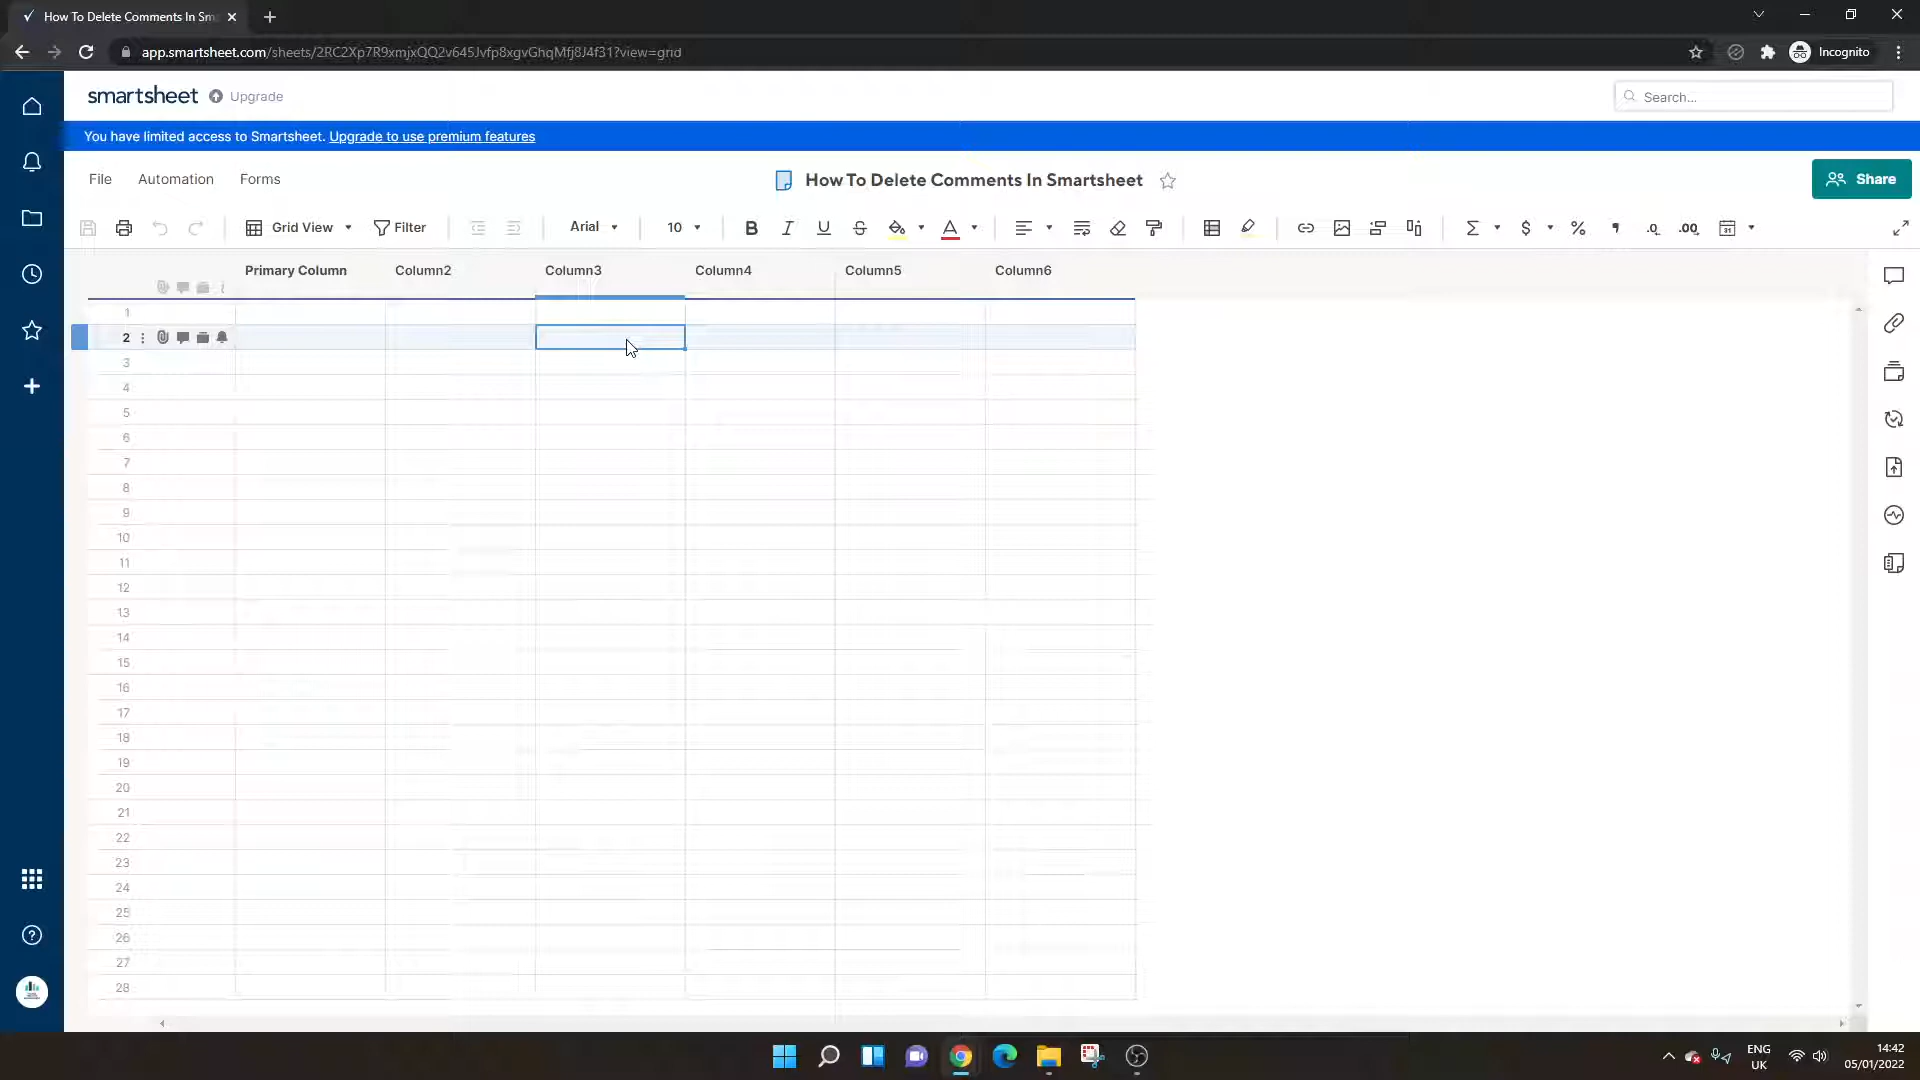 How To Delete Comments In Sm
app.smartsheet.com/sheets/2RC2Xp7R9xmjxQQ2v645Jvfp8xgvGhqMfj8J4f31?view=grid
Incognito
smartsheet
Upgrade
Search...
You have limited access to Smartsheet. Upgrade to use premium features
File
Automation
Forms
How To Delete Comments In Smartsheet
Share
Grid View
Filter
Arial
10
B
I
U
S
A
Σ
$
%
,
.0
.00
31
Primary Column
Column2
Column3
Column4
Column5
Column6
1
2
3
4
5
6
7
8
9
10
11
12
13
14
15
16
17
18
19
20
21
22
23
24
25
26
27
28
ENG
UK
14:42
05/01/2022